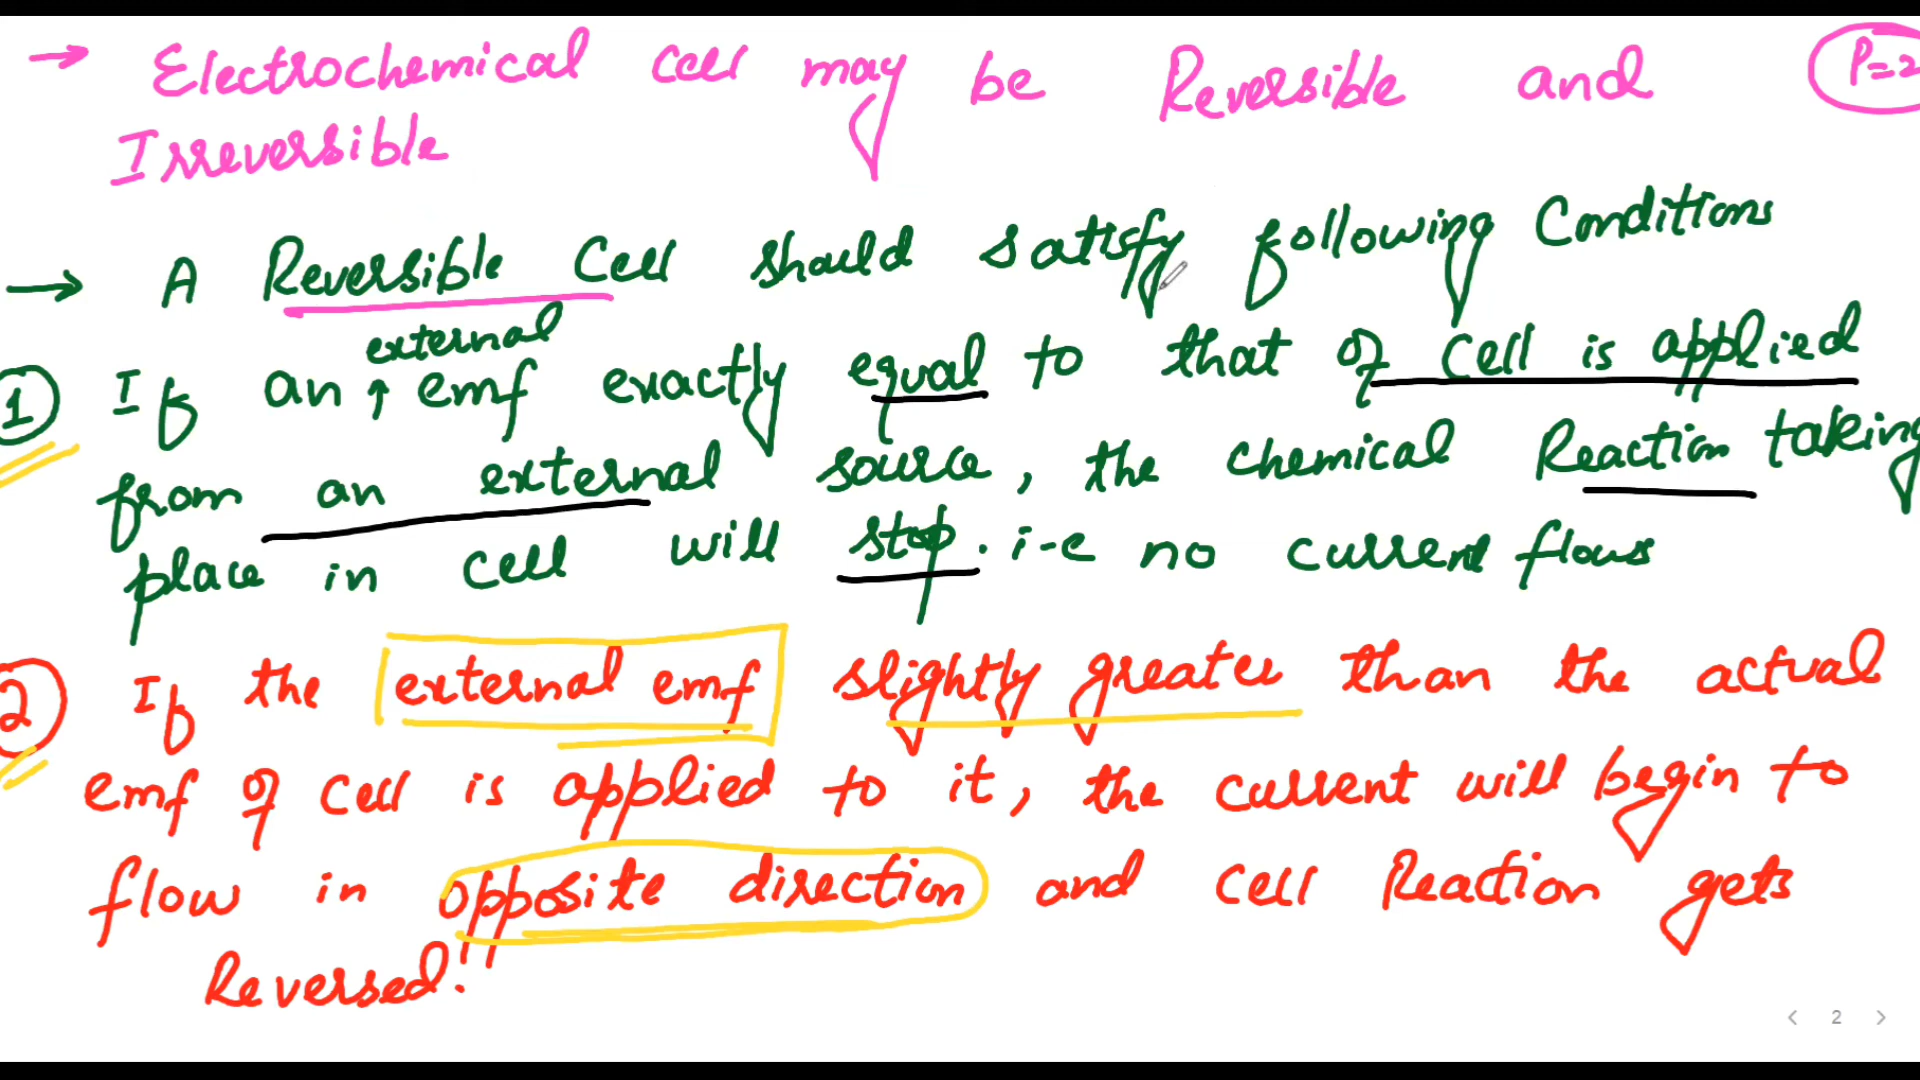 → Electrochemical cell may be Reversible and P=2
Irreversible
→ A Reversible Cell should satisfy following Conditions
external
1 If an ↑ emf exactly equal to that of cell is applied
from an external source, the chemical Reaction taking
place in cell will stop. i-e no current flows
2 If the external emf slightly greater than the actual
emf of cell is applied to it, the current will begin to
flow in opposite direction and cell Reaction gets
Reversed.
< 2 >